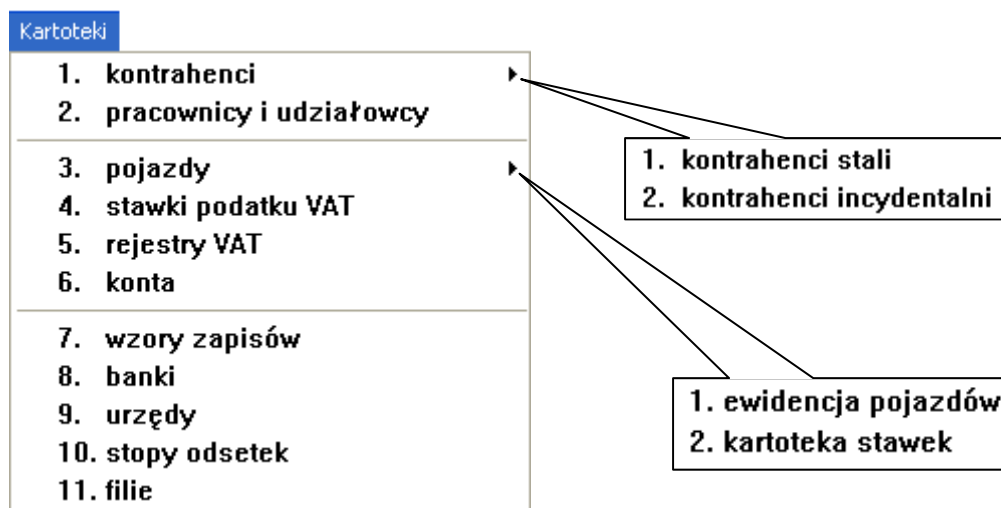 Kartoteki
1. kontrahenci
2. pracownicy i udziałowcy
3. pojazdy
4. stawki podatku VAT
5. rejestry VAT
6. konta
7. wzory zapisów
8. banki
9. urzędy
10. stopy odsetek
11. filie
1. kontrahenci stali
2. kontrahenci incydentalni
1. ewidencja pojazdów
2. kartoteka stawek